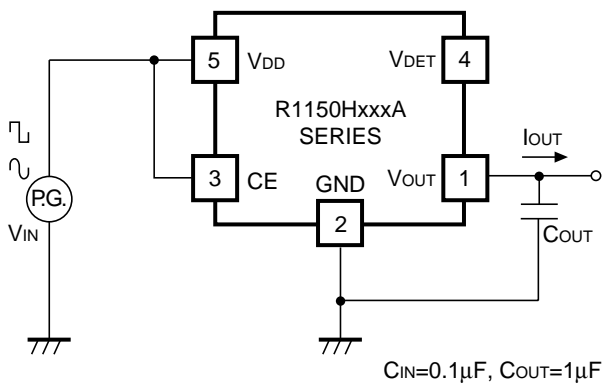 5 VDD
VDET 4
R1150HxxxA
SERIES
IOUT
3 CE
GND
VOUT 1
P.G.
2
VIN
COUT
CIN=0.1μF, COUT=1μF